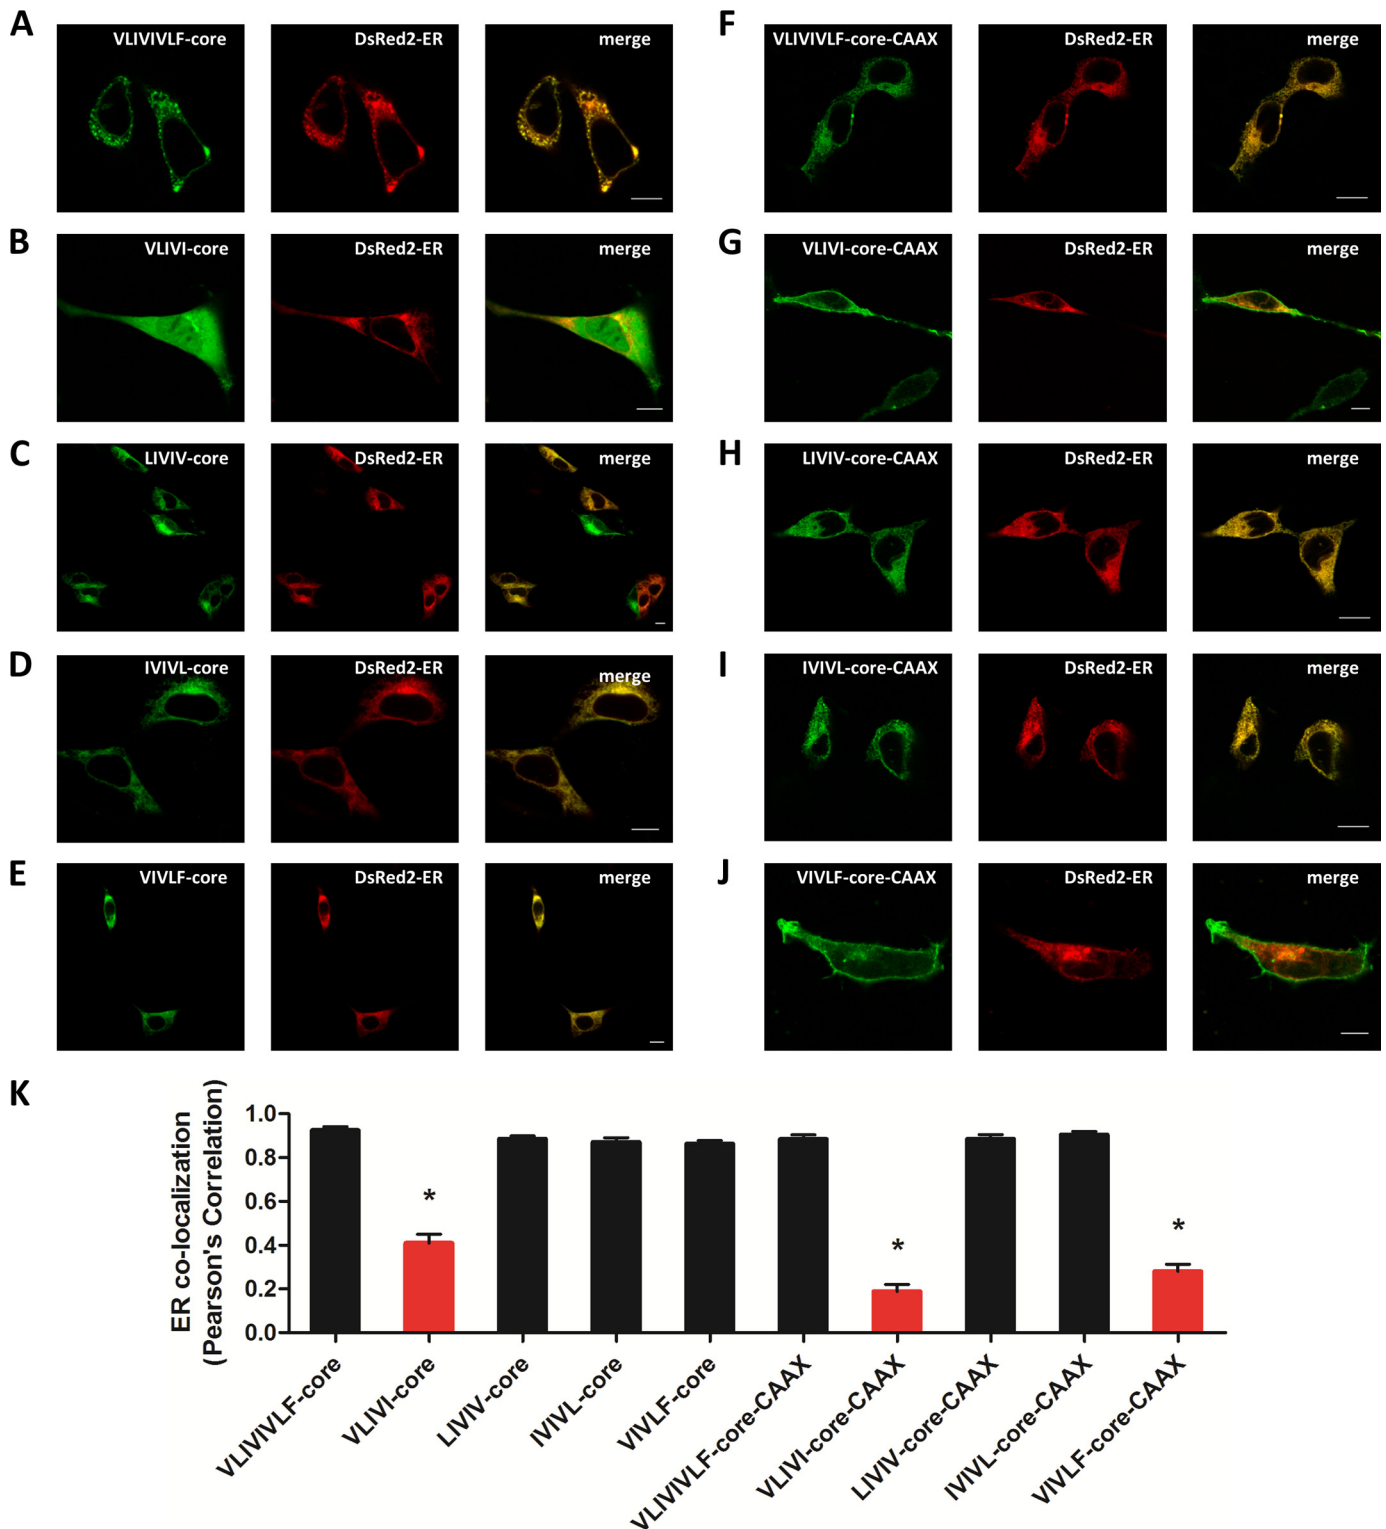 A
VLIVIVLF-core
DsRed2-ER
merge
F
VLIVIVLF-core-CAAX
DsRed2-ER
merge
B
VLIVI-core
DsRed2-ER
merge
G
VLIVI-core-CAAX
DsRed2-ER
merge
C
LIVIV-core
DsRed2-ER
merge
H
LIVIV-core-CAAX
DsRed2-ER
merge
D
IVIVL-core
DsRed2-ER
merge
I
IVIVL-core-CAAX
DsRed2-ER
merge
E
VIVLF-core
DsRed2-ER
merge
J
VIVLF-core-CAAX
DsRed2-ER
merge
K
ER co-localization
(Pearson's Correlation)
1.0
0.8
0.6
0.4
0.2
0.0
*
*
*
VLIVIVLF-core
VLIVI-core
LIVIV-core
IVIVL-core
VIVLF-core
VLIVIVLF-core-CAAX
VLIVI-core-CAAX
LIVIV-core-CAAX
IVIVL-core-CAAX
VIVLF-core-CAAX